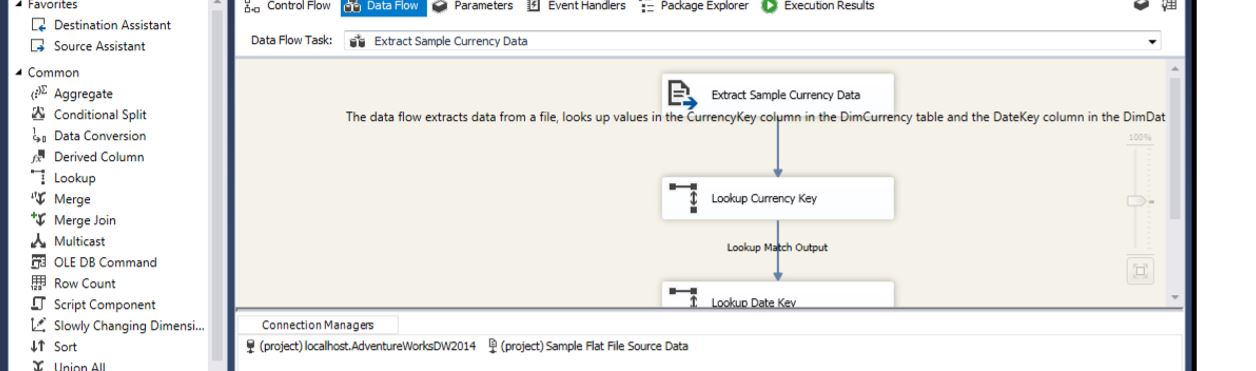 Favorites
Destination Assistant
Source Assistant
Common
Aggregate
Conditional Split
Data Conversion
Derived Column
Lookup
Merge
Merge Join
Multicast
OLE DB Command
Row Count
Script Component
Slowly Changing Dimensi...
Sort
Union All
Control Flow Data Flow Parameters Event Handlers Package Explorer Execution Results
Data Flow Task: Extract Sample Currency Data
Extract Sample Currency Data
The data flow extracts data from a file, looks up values in the CurrencyKey column in the DimCurrency table and the DateKey column in the DimDat
100%
Lookup Currency Key
Lookup Match Output
Lookup Date Key
Connection Managers
(project) localhost.AdventureWorksDW2014 (project) Sample Flat File Source Data